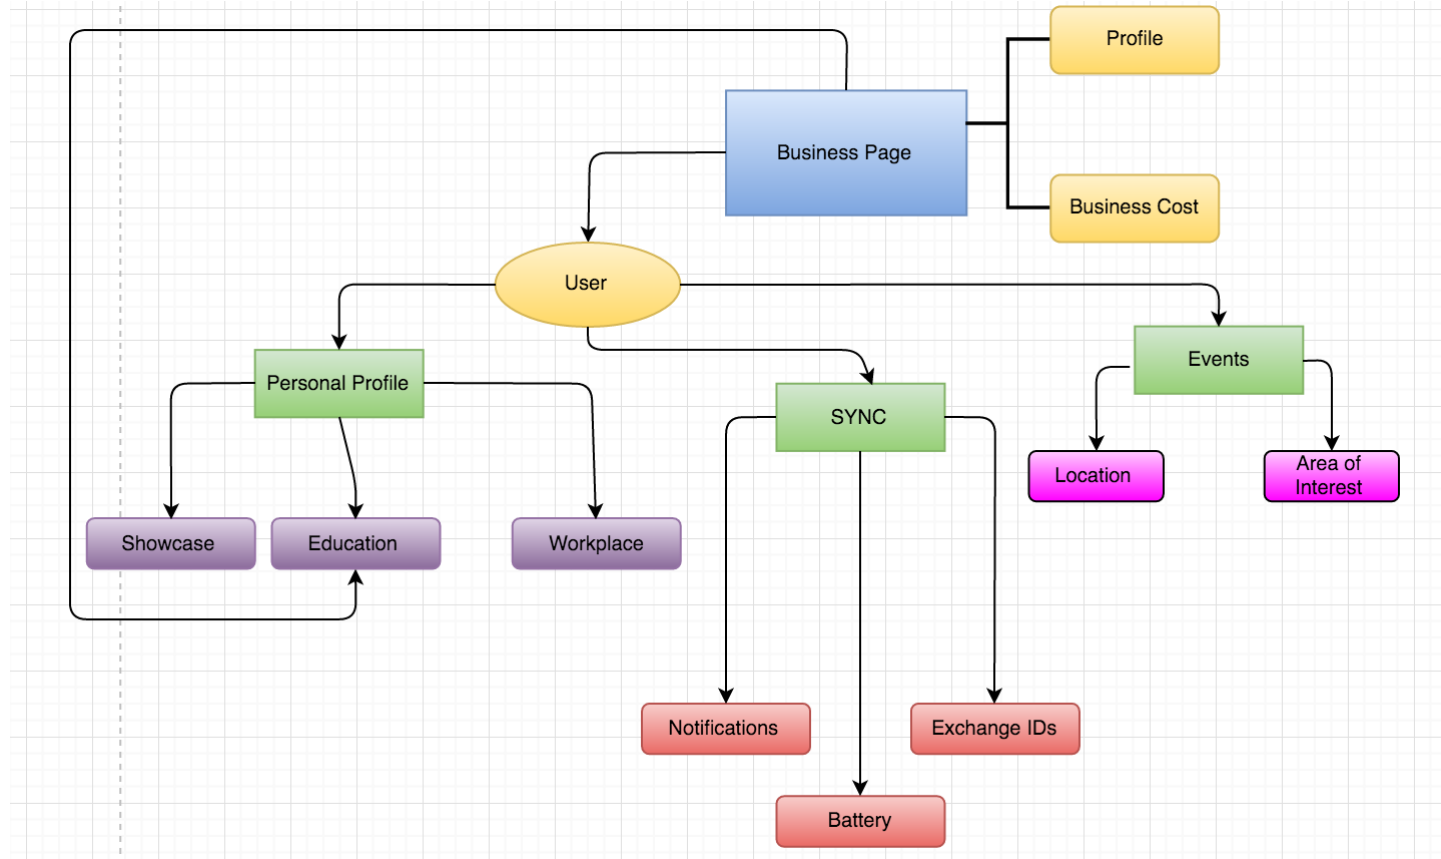 Profile
Business Page
Business Cost
User
Personal Profile
SYNC
Events
Location
Area of
Interest
Showcase
Education
Workplace
Notifications
Exchange IDs
Battery